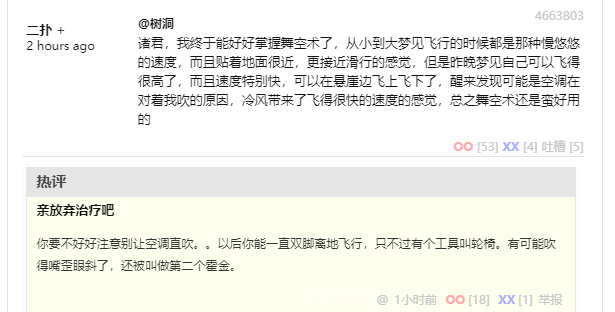 4663803
二扑 +
@树洞
2 hours ago
诸君，我终于能好好掌握舞空术了，从小到大梦见飞行的时候都是那种慢悠悠
的速度，而且贴着地面很近，更接近滑行的感觉，但是昨晚梦见自己可以飞得
很高了，而且速度特别快，可以在悬崖边飞上飞下了，醒来发现可能是空调在
对着我吹的原因，冷风带来了飞得很快的速度的感觉，总之舞空术还是蛮好用
的
OO [53] XX [4] 吐槽 [5]
热评
亲放弃治疗吧
你要不好好注意别让空调直吹。。以后你能一直双脚离地飞行，只不过有个工具叫轮椅。有可能吹
得嘴歪眼斜了，还被叫做第二个霍金。
@ 1小时前 OO [18] XX [1] 举报